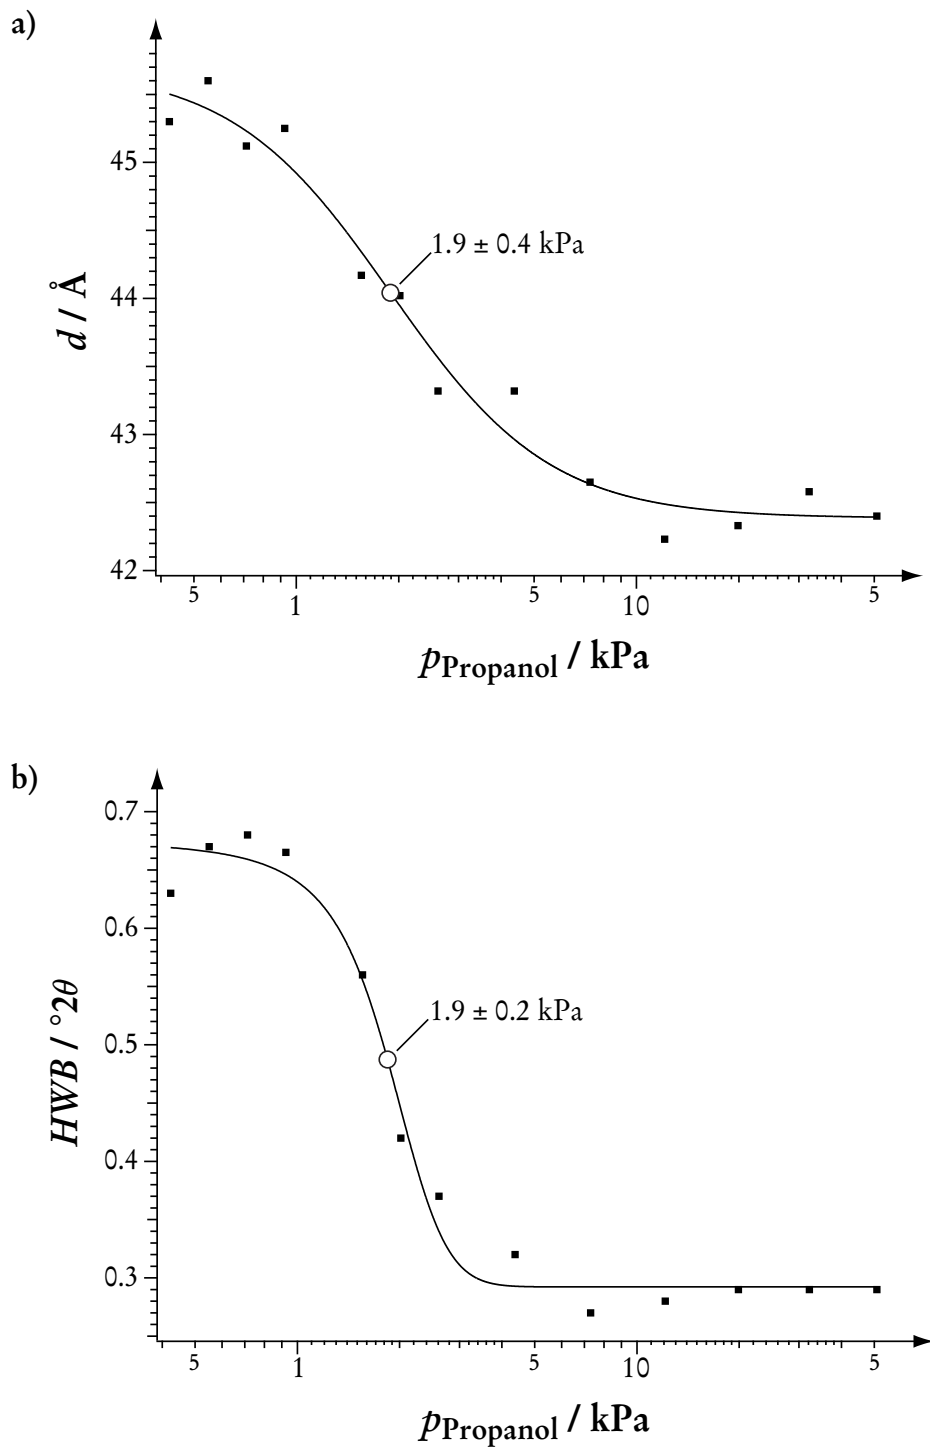 a)
45
44
43
42
d / Å
1.9 ± 0.4 kPa
5 1 5 10 5
pPropanol / kPa
b)
0.7
0.6
0.5
0.4
0.3
HWB / °2θ
1.9 ± 0.2 kPa
5 1 5 10 5
pPropanol / kPa